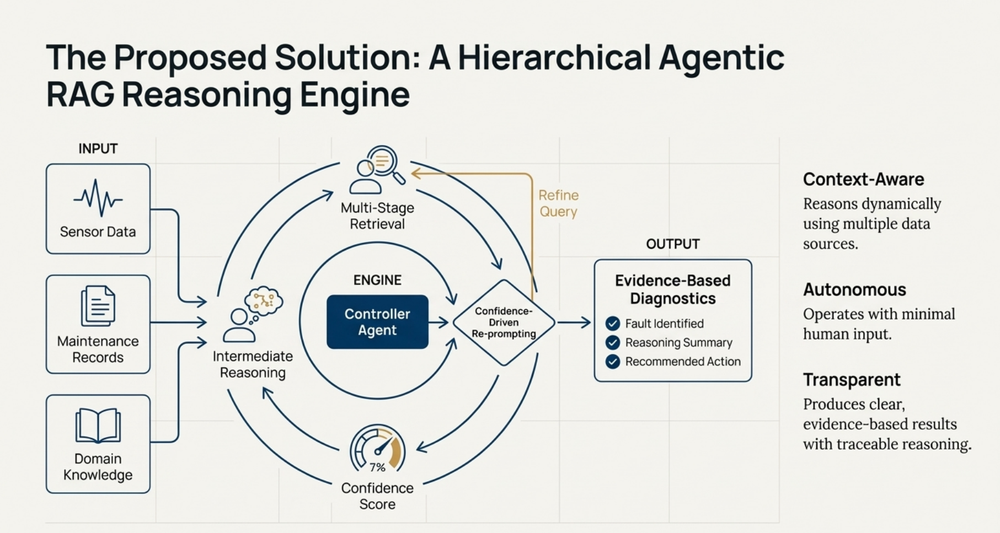 The Proposed Solution: A Hierarchical Agentic
RAG Reasoning Engine
INPUT
Sensor Data
Maintenance
Records
Domain
Knowledge
Multi-Stage
Retrieval
Refine
Query
ENGINE
Controller
Agent
Confidence-
Driven
Re-prompting
Intermediate
Reasoning
7%
Confidence
Score
OUTPUT
Evidence-Based
Diagnostics
Fault Identified
Reasoning Summary
Recommended Action
Context-Aware
Reasons dynamically
using multiple data
sources.
Autonomous
Operates with minimal
human input.
Transparent
Produces clear,
evidence-based results
with traceable reasoning.